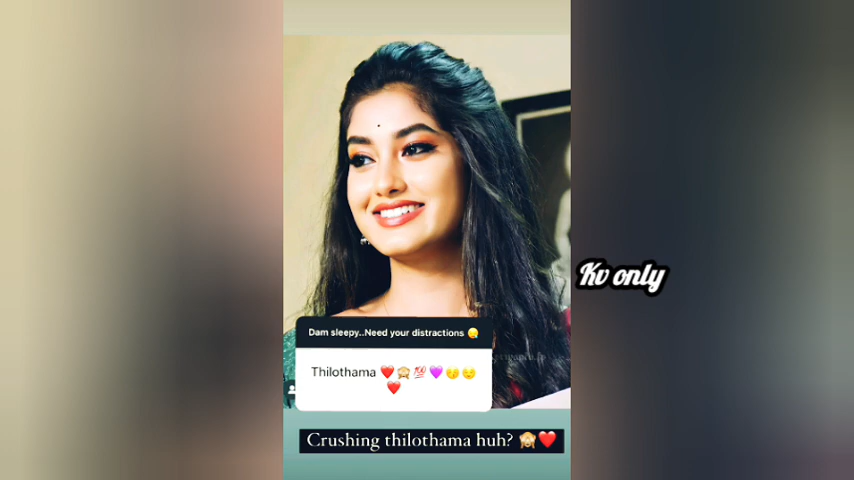 Dam sleepy..Need your distractions 😪
Thilothama ❤️🙈💯💜😚😌
❤️
Crushing thilothama huh? 🙈❤️
Kv only